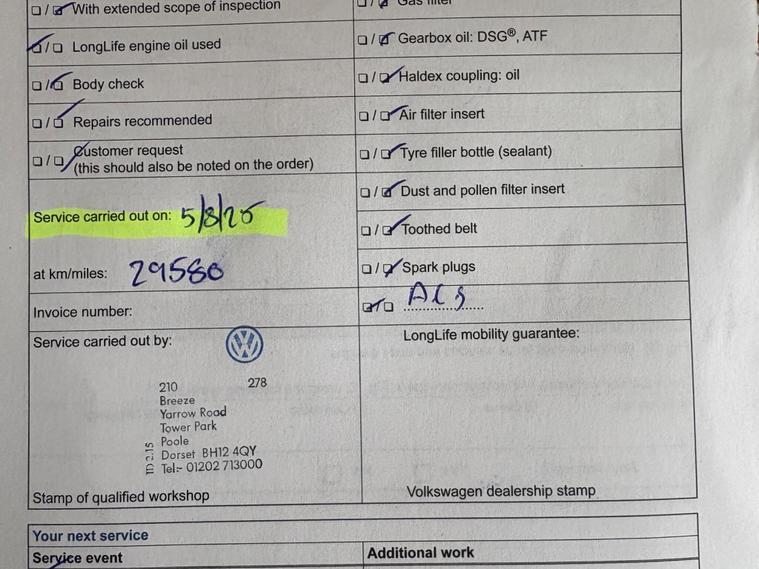 With extended scope of inspection
Gas filter
LongLife engine oil used
Gearbox oil: DSG®, ATF
Body check
Haldex coupling: oil
Repairs recommended
Air filter insert
Customer request
(this should also be noted on the order)
Tyre filler bottle (sealant)
Dust and pollen filter insert
Service carried out on: 5/8/25
Toothed belt
at km/miles: 29580
Spark plugs
Invoice number:
Service carried out by:
LongLife mobility guarantee:
VW
210 278
Breeze
Yarrow Road
Tower Park
Poole
Dorset BH12 4QY
Tel:- 01202 713000
Stamp of qualified workshop
Volkswagen dealership stamp
Your next service
Service event
Additional work